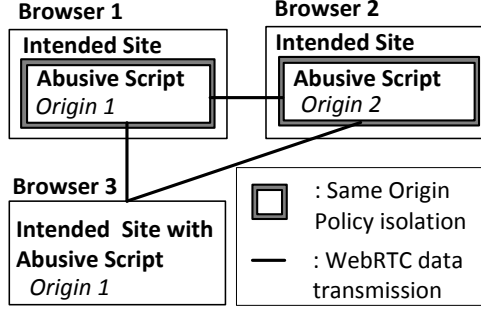 Browser 1
Intended Site
Abusive Script
Origin 1
Browser 2
Intended Site
Abusive Script
Origin 2
Browser 3
Intended Site with
Abusive Script
Origin 1
: Same Origin
Policy isolation
: WebRTC data
transmission